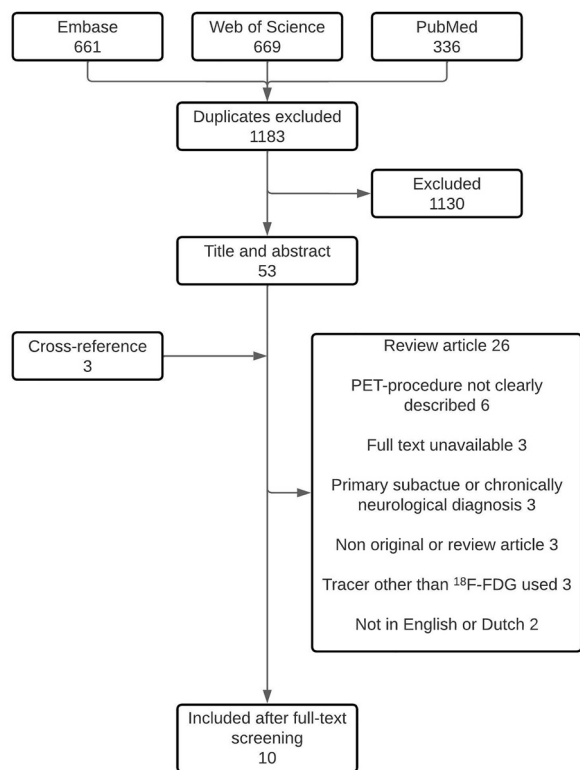 Embase
661
Web of Science
669
PubMed
336
Duplicates excluded
1183
Excluded
1130
Title and abstract
53
Cross-reference
3
Review article 26
PET-procedure not clearly
described 6
Full text unavailable 3
Primary subactue or chronically
neurological diagnosis 3
Non original or review article 3
Tracer other than ¹⁸F-FDG used 3
Not in English or Dutch 2
Included after full-text
screening
10